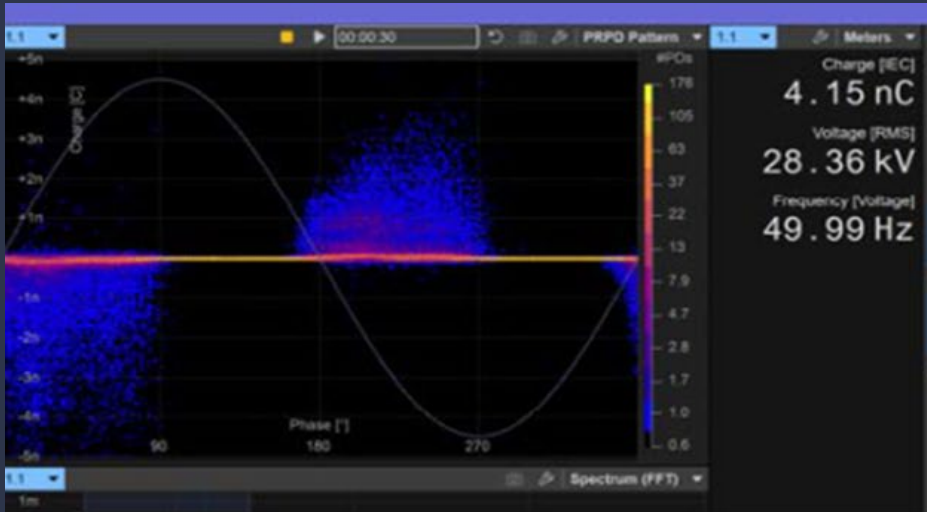 1.1
00:00:30
PRPD Pattern
1.1
Meters
#PDs
+5n
+4n
+3n
+2n
+1n
-1n
-2n
-3n
-4n
-5n
Charge [C]
Phase [°]
90
180
270
176
105
63
37
22
13
7.9
4.7
2.8
1.7
1.0
0.6
Charge [IEC]
4.15 nC
Voltage [RMS]
28.36 kV
Frequency [Voltage]
49.99 Hz
1.1
Spectrum (FFT)
1m